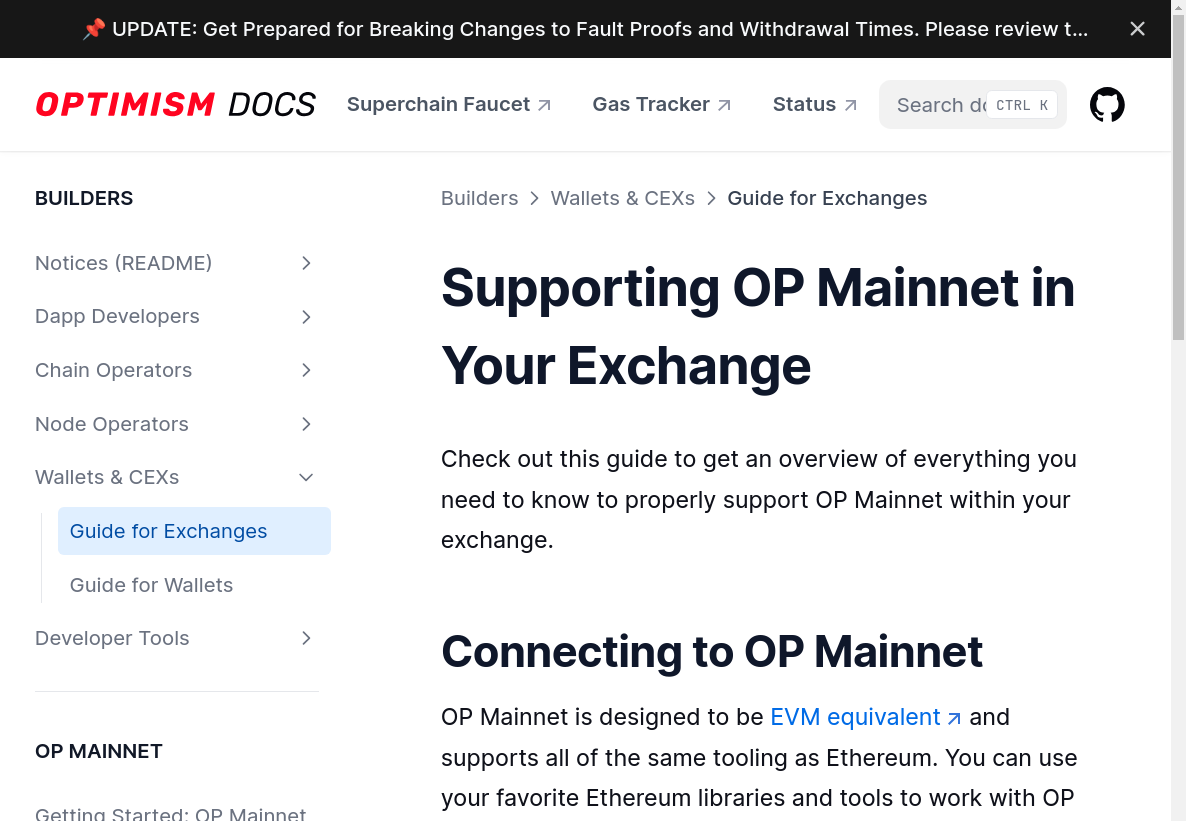 📌 UPDATE: Get Prepared for Breaking Changes to Fault Proofs and Withdrawal Times. Please review t...
OPTIMISM DOCS
Superchain Faucet
Gas Tracker
Status
Search do
CTRL K
BUILDERS
Notices (README)
Dapp Developers
Chain Operators
Node Operators
Wallets & CEXs
Guide for Exchanges
Guide for Wallets
Developer Tools
OP MAINNET
Getting Started: OP Mainnet
Builders > Wallets & CEXs > Guide for Exchanges
Supporting OP Mainnet in
Your Exchange
Check out this guide to get an overview of everything you
need to know to properly support OP Mainnet within your
exchange.
Connecting to OP Mainnet
OP Mainnet is designed to be EVM equivalent and
supports all of the same tooling as Ethereum. You can use
your favorite Ethereum libraries and tools to work with OP